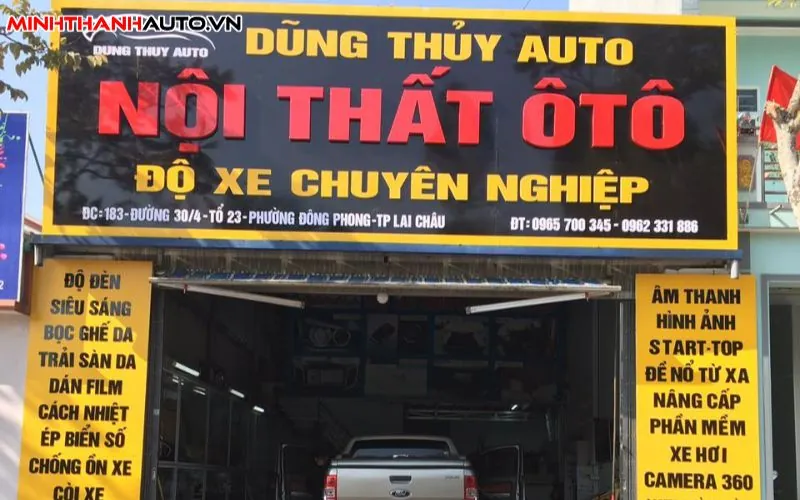 MINHTHANHAUTO.VN
DUNG THUY AUTO
DŨNG THỦY AUTO
NỘI THẤT ÔTÔ
ĐỘ XE CHUYÊN NGHIỆP
ĐC: 183-ĐƯỜNG 30/4-TỔ 23-PHƯỜNG ĐÔNG PHONG-TP LAI CHÂU
ĐT: 0965 700 345 - 0962 331 886
ĐỘ ĐÈN
SIÊU SÁNG
BỌC GHẾ DA
TRẢI SÀN DA
DÁN FILM
CÁCH NHIỆT
ÉP BIỂN SỐ
CHỐNG ỒN XE
CÒI XE
ÂM THANH
HÌNH ẢNH
START-TOP
ĐỀ NỔ TỪ XA
NÂNG CẤP
PHẦN MỀM
XE HƠI
CAMERA 360